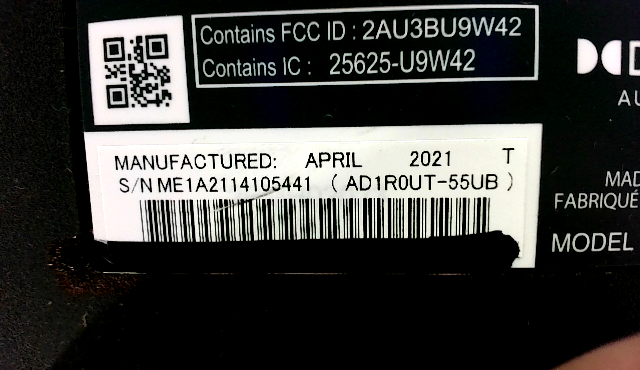 Contains FCC ID : 2AU3BU9W42
Contains IC : 25625-U9W42
MANUFACTURED: APRIL 2021 T
S/N ME1A2114105441 ( AD1R0UT-55UB )
AU
MAD
FABRIQUÉ
MODEL